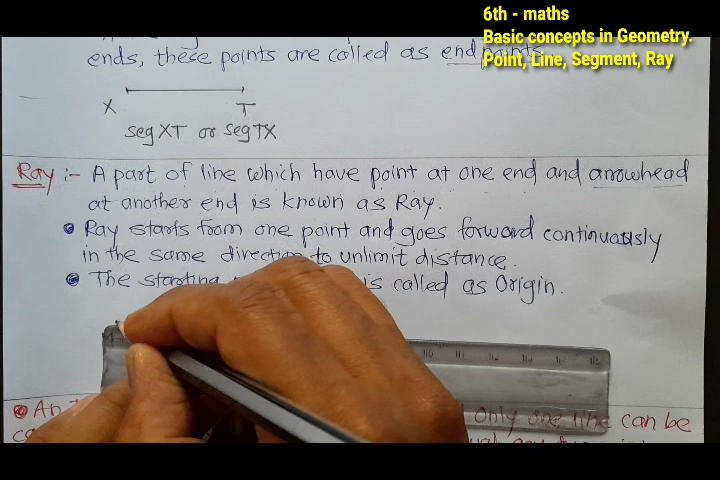 6th - maths
Basic concepts in Geometry.
Point, Line, Segment, Ray
ends, these points are called as end points.
X T
seg XT or seg TX
Ray :- A part of line which have point at one end and arrowhead
at another end is known as Ray.
Ray starts from one point and goes forward continuously
in the same direction to unlimit distance.
The starting is called as Origin.
110 111
An only one line can be